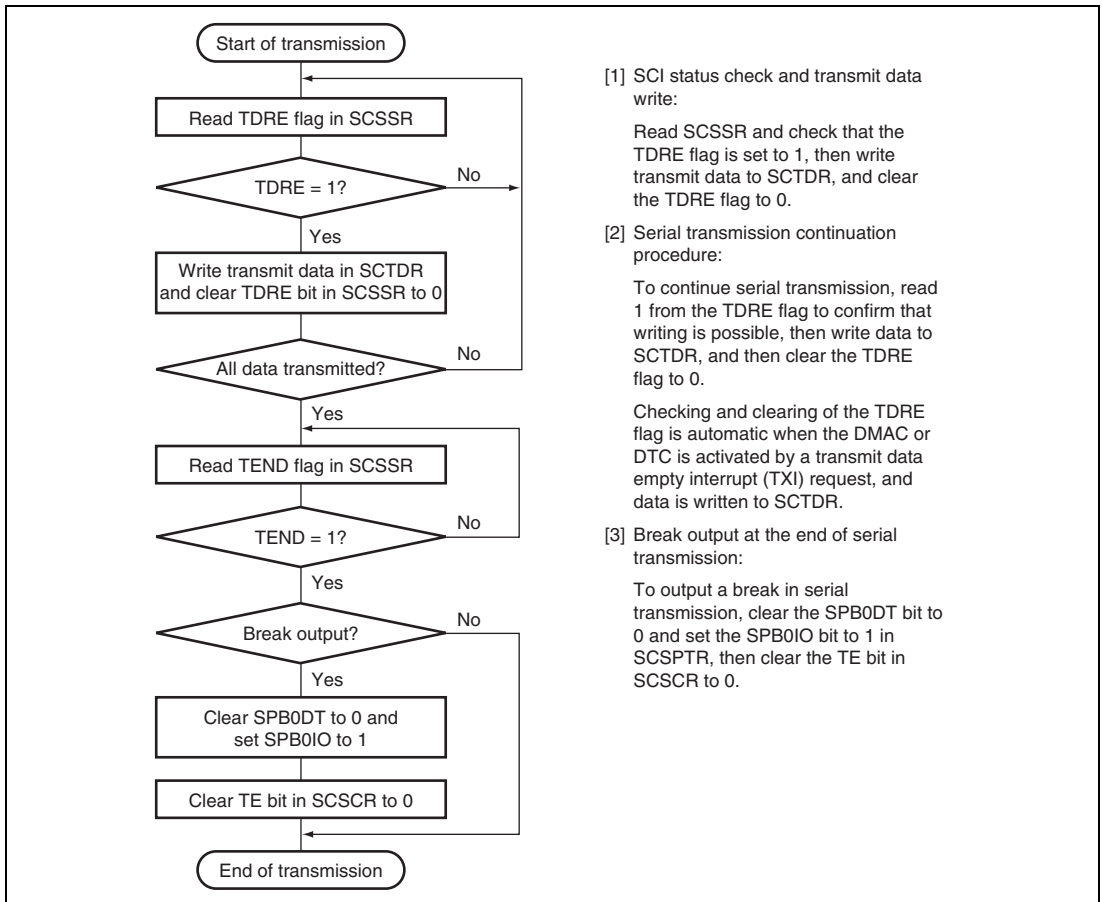 Start of transmission
Read TDRE flag in SCSSR
TDRE = 1?
No
Yes
Write transmit data in SCTDR
and clear TDRE bit in SCSSR to 0
All data transmitted?
No
Yes
Read TEND flag in SCSSR
TEND = 1?
No
Yes
Break output?
No
Yes
Clear SPB0DT to 0 and
set SPB0IO to 1
Clear TE bit in SCSCR to 0
End of transmission
[1] SCI status check and transmit data
write:
Read SCSSR and check that the
TDRE flag is set to 1, then write
transmit data to SCTDR, and clear
the TDRE flag to 0.
[2] Serial transmission continuation
procedure:
To continue serial transmission, read
1 from the TDRE flag to confirm that
writing is possible, then write data to
SCTDR, and then clear the TDRE
flag to 0.
Checking and clearing of the TDRE
flag is automatic when the DMAC or
DTC is activated by a transmit data
empty interrupt (TXI) request, and
data is written to SCTDR.
[3] Break output at the end of serial
transmission:
To output a break in serial
transmission, clear the SPB0DT bit to
0 and set the SPB0IO bit to 1 in
SCSPTR, then clear the TE bit in
SCSCR to 0.